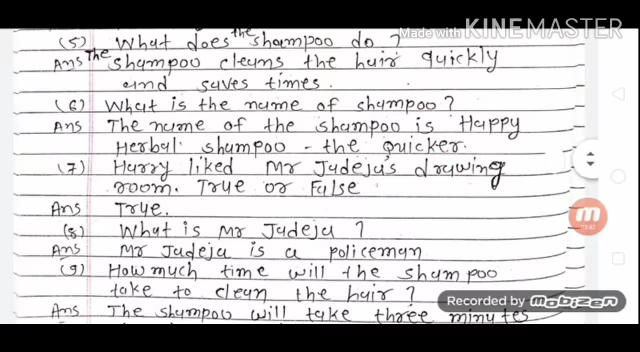 Made with KINEMASTER
(5) What does the shampoo do ?
Ans The shampoo cleans the hair quickly
and saves times.
(6) What is the name of shampoo ?
Ans The name of the shampoo is Happy
Herbal shampoo - the quicker.
(7) Harry liked Mr Jadeja's drawing
room. True or False
Ans True.
(8) What is Mr Jadeja ?
Ans Mr Jadeja is a policeman
(9) How much time will the shampoo
take to clean the hair ?
Ans The shampoo will take three minutes
Recorded by mobizen